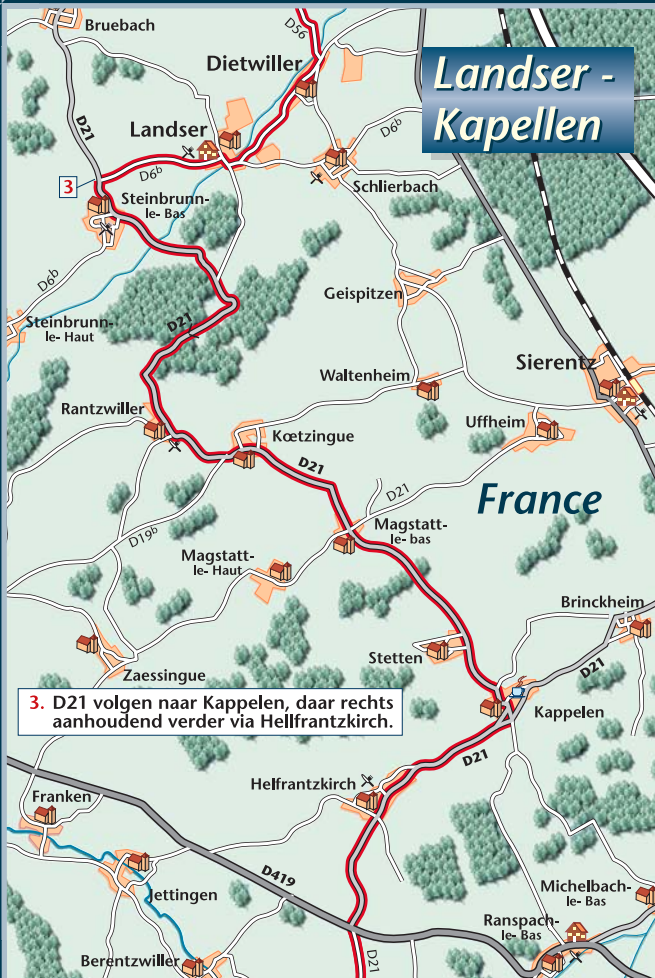 Bruebach
D56
Landser -
Kapellen
Dietwiller
D21
Landser
D6b
D6b
3
Steinbrunn-
le- Bas
Schlierbach
D6b
Geispitzen
Steinbrunn-
le- Haut
D21
Sierentz
Waltenheim
Rantzwiller
Uffheim
Kœtzingue
D21
D21
France
Magstatt-
le-bas
D19b
Magstatt-
le- Haut
Brinckheim
Stetten
D21
Zaessingue
3. D21 volgen naar Kappelen, daar rechts
aanhoudend verder via Hellfrantzkirch.
Kappelen
D21
Helfrantzkirch
Franken
D419
Jettingen
Michelbach-
le- Bas
Ranspach-
le- Bas
D21
Berentzwiller